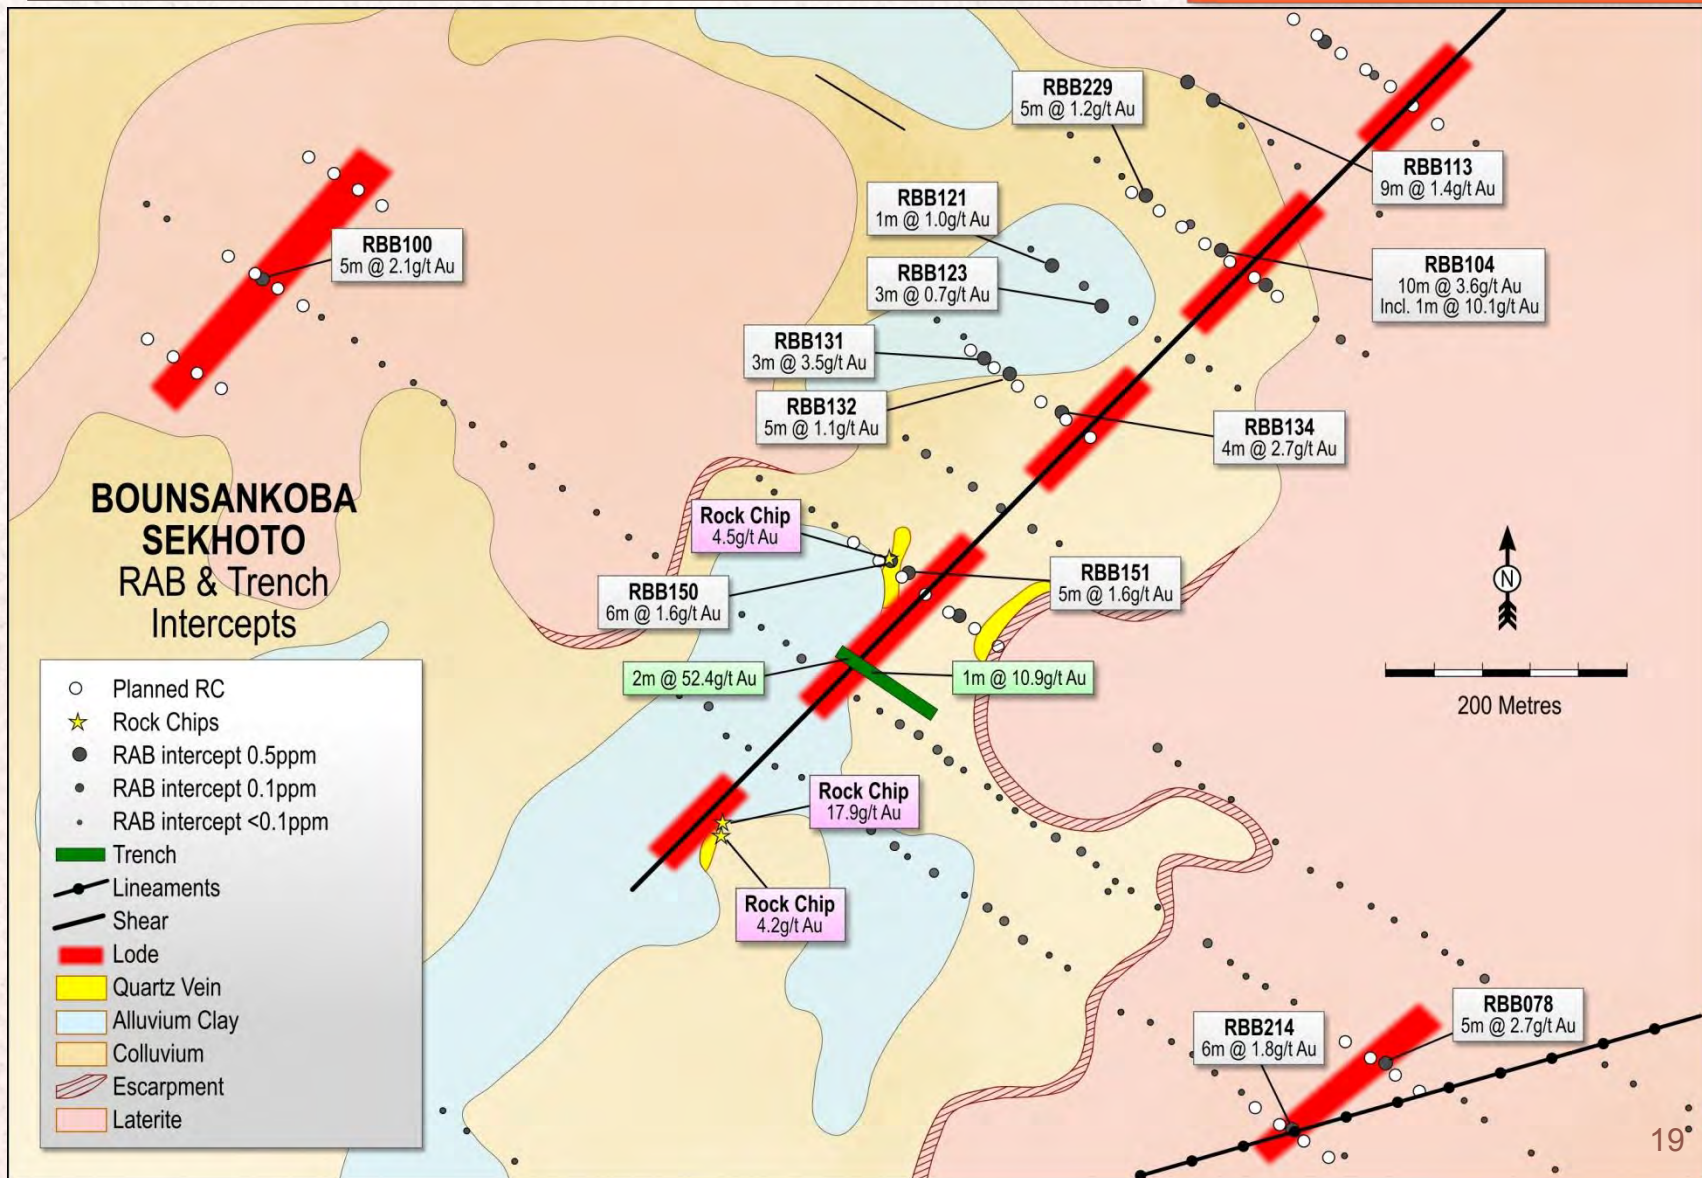 RBB229
5m @ 1.2g/t Au
RBB113
9m @ 1.4g/t Au
RBB121
1m @ 1.0g/t Au
RBB100
5m @ 2.1g/t Au
RBB123
3m @ 0.7g/t Au
RBB104
10m @ 3.6g/t Au
Incl. 1m @ 10.1g/t Au
RBB131
3m @ 3.5g/t Au
RBB132
5m @ 1.1g/t Au
RBB134
4m @ 2.7g/t Au
BOUNSANKOBA
SEKHOTO
RAB & Trench
Intercepts
Rock Chip
4.5g/t Au
RBB150
6m @ 1.6g/t Au
RBB151
5m @ 1.6g/t Au
N
2m @ 52.4g/t Au
1m @ 10.9g/t Au
200 Metres
Planned RC
Rock Chips
RAB intercept 0.5ppm
RAB intercept 0.1ppm
RAB intercept <0.1ppm
Trench
Lineaments
Shear
Lode
Quartz Vein
Alluvium Clay
Colluvium
Escarpment
Laterite
Rock Chip
17.9g/t Au
Rock Chip
4.2g/t Au
RBB078
5m @ 2.7g/t Au
RBB214
6m @ 1.8g/t Au
19